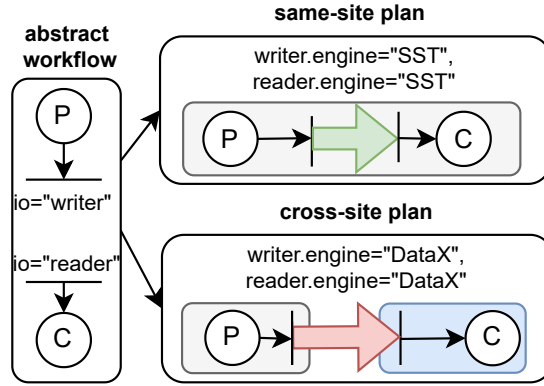 abstract
workflow
P
io="writer"
io="reader"
C
same-site plan
writer.engine="SST",
reader.engine="SST"
P
C
cross-site plan
writer.engine="DataX",
reader.engine="DataX"
P
C